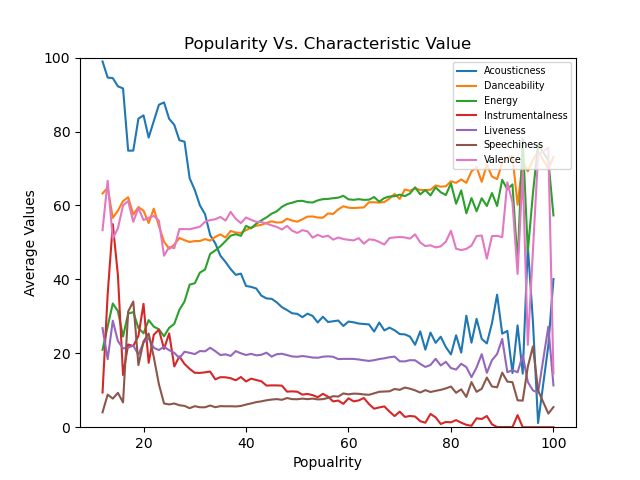 Popularity Vs. Characteristic Value
100
80
60
40
20
0
Average Values
Acousticness
Danceability
Energy
Instrumentalness
Liveness
Speechiness
Valence
20
40
60
80
100
Popualrity